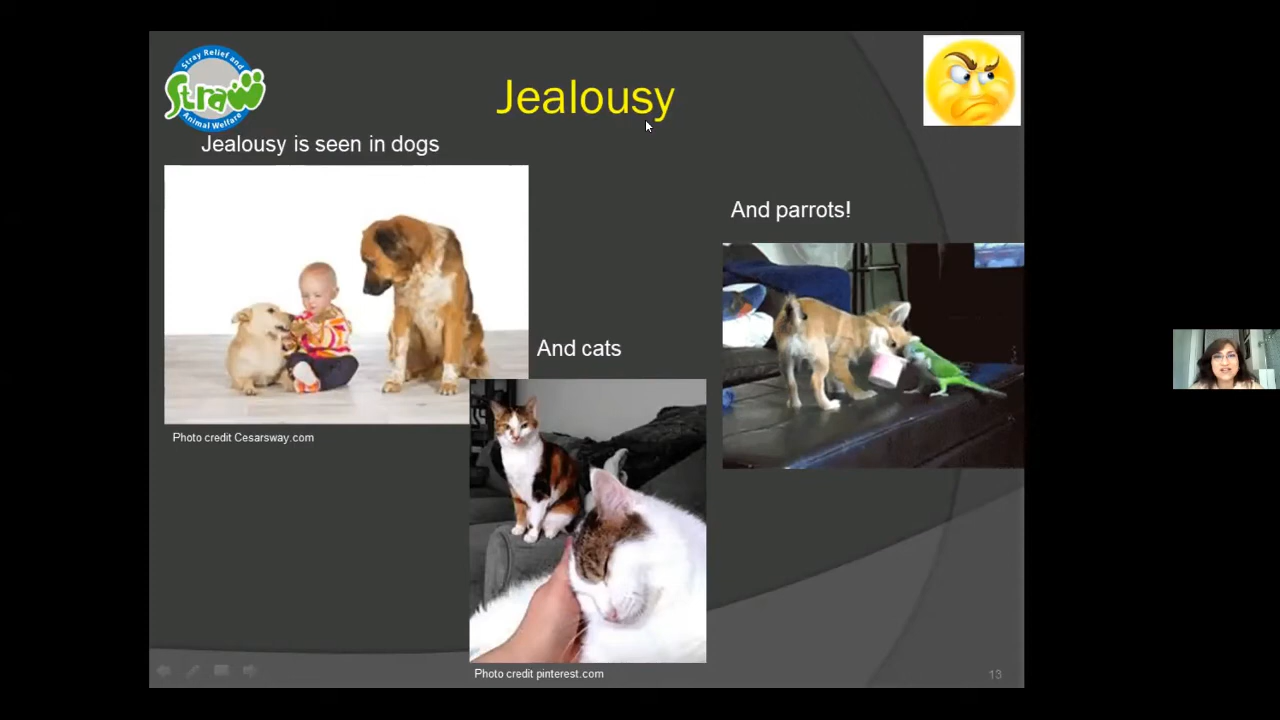 Stray Relief and
Straw
Animal Welfare
Jealousy
Jealousy is seen in dogs
And parrots!
And cats
Photo credit Cesarsway.com
Photo credit pinterest.com
13